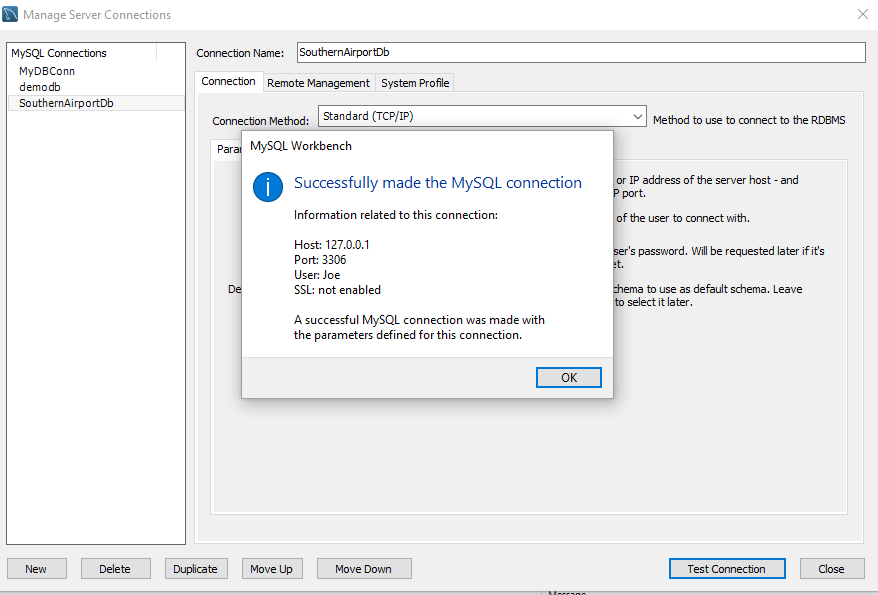 Manage Server Connections
MySQL Connections
MyDBConn
demodb
SouthernAirportDb
Connection Name: SouthernAirportDb
Connection Remote Management System Profile
Connection Method: Standard (TCP/IP) Method to use to connect to the RDBMS
MySQL Workbench
Successfully made the MySQL connection
Information related to this connection:
Host: 127.0.0.1
Port: 3306
User: Joe
SSL: not enabled
A successful MySQL connection was made with
the parameters defined for this connection.
OK
or IP address of the server host - and
P port.
of the user to connect with.
ser's password. Will be requested later if it's
et.
chema to use as default schema. Leave
to select it later.
Para
De
New Delete Duplicate Move Up Move Down Test Connection Close